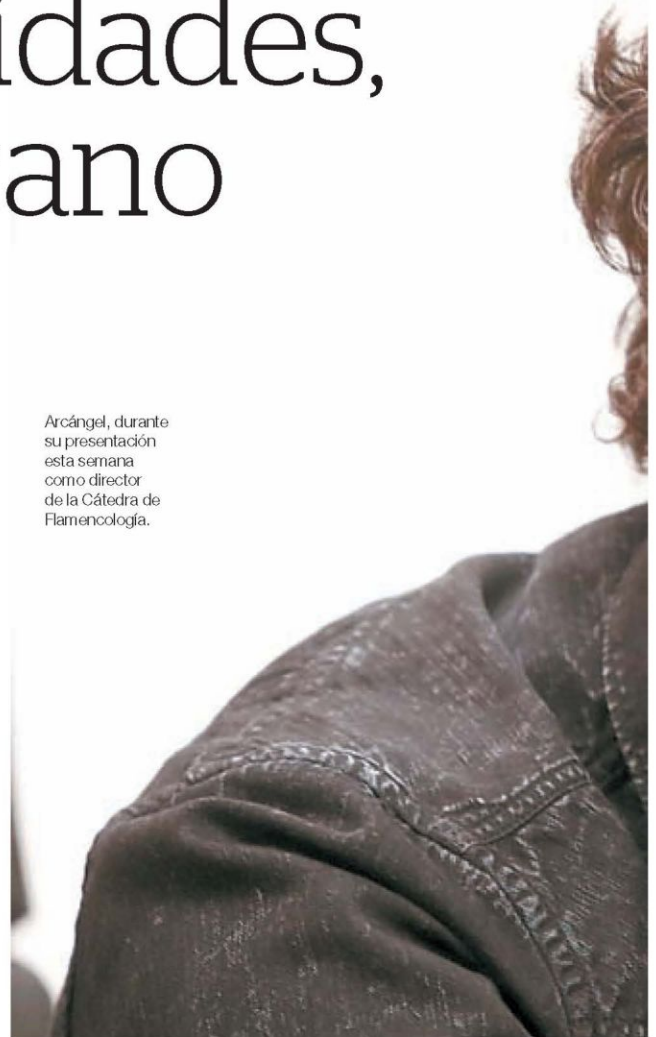 idades,
ano
Arcángel, durante
su presentación
esta semana
como director
de la Cátedra de
Flamencología.